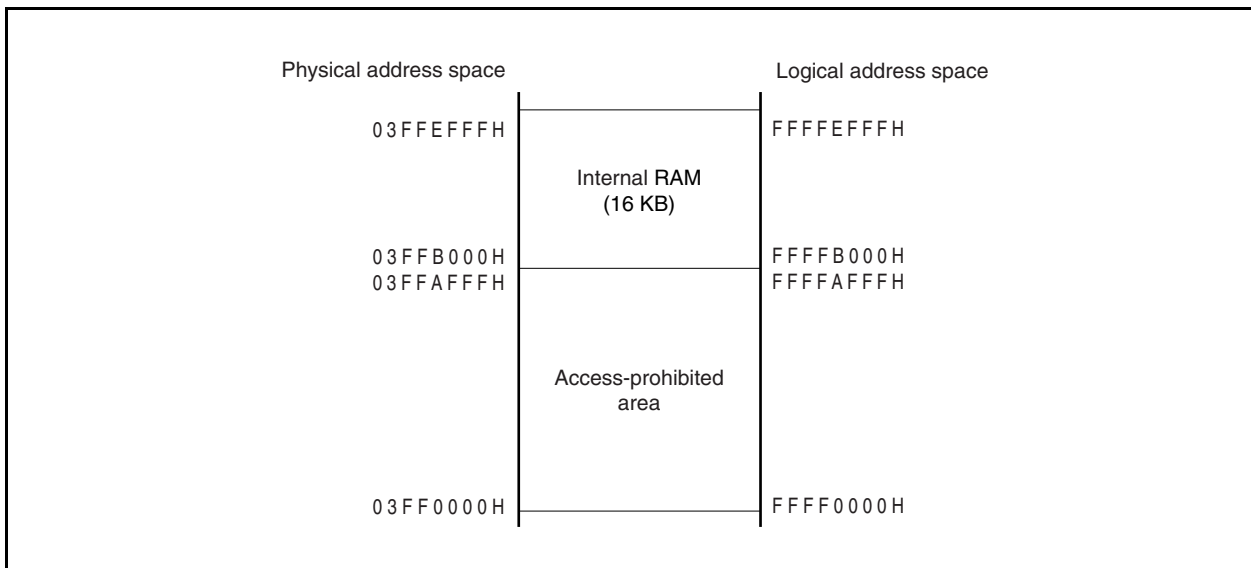 Physical address space
Logical address space
03FFEFFFH
FFFFEFFFH
Internal RAM
(16 KB)
03FFB000H
FFFFB000H
03FFAFFFH
FFFFAFFFH
Access-prohibited
area
03FF0000H
FFFF0000H